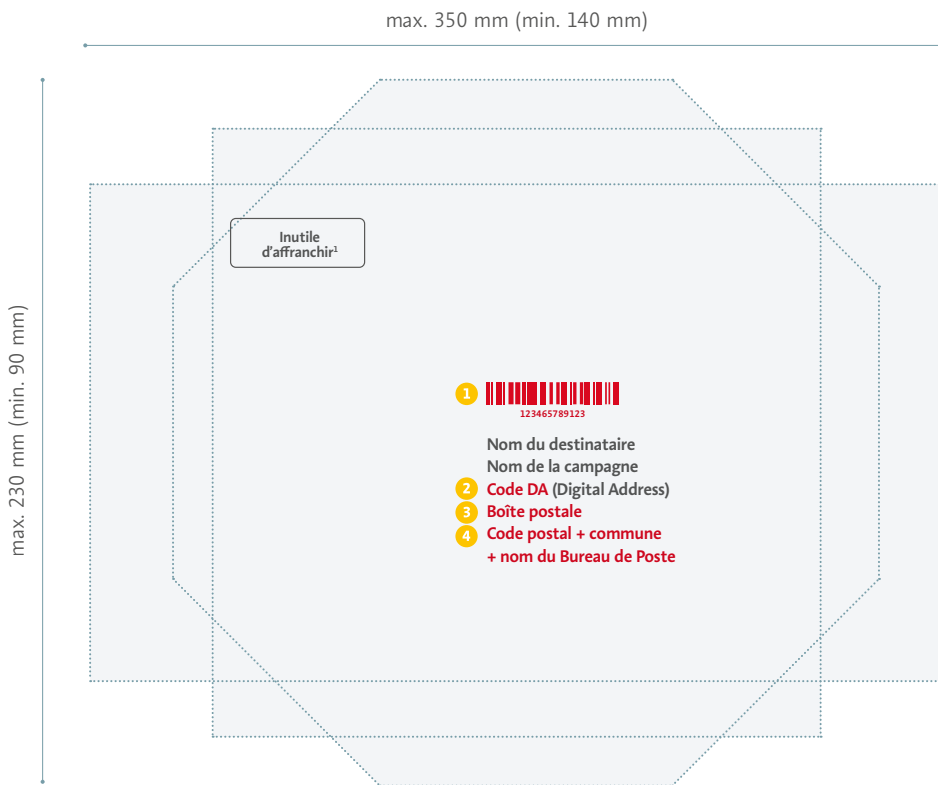 max. 350 mm (min. 140 mm)
max. 230 mm (min. 90 mm)
Inutile
d'affranchir¹
1
123465789123
Nom du destinataire
Nom de la campagne
2 Code DA (Digital Address)
3 Boîte postale
4 Code postal + commune
+ nom du Bureau de Poste